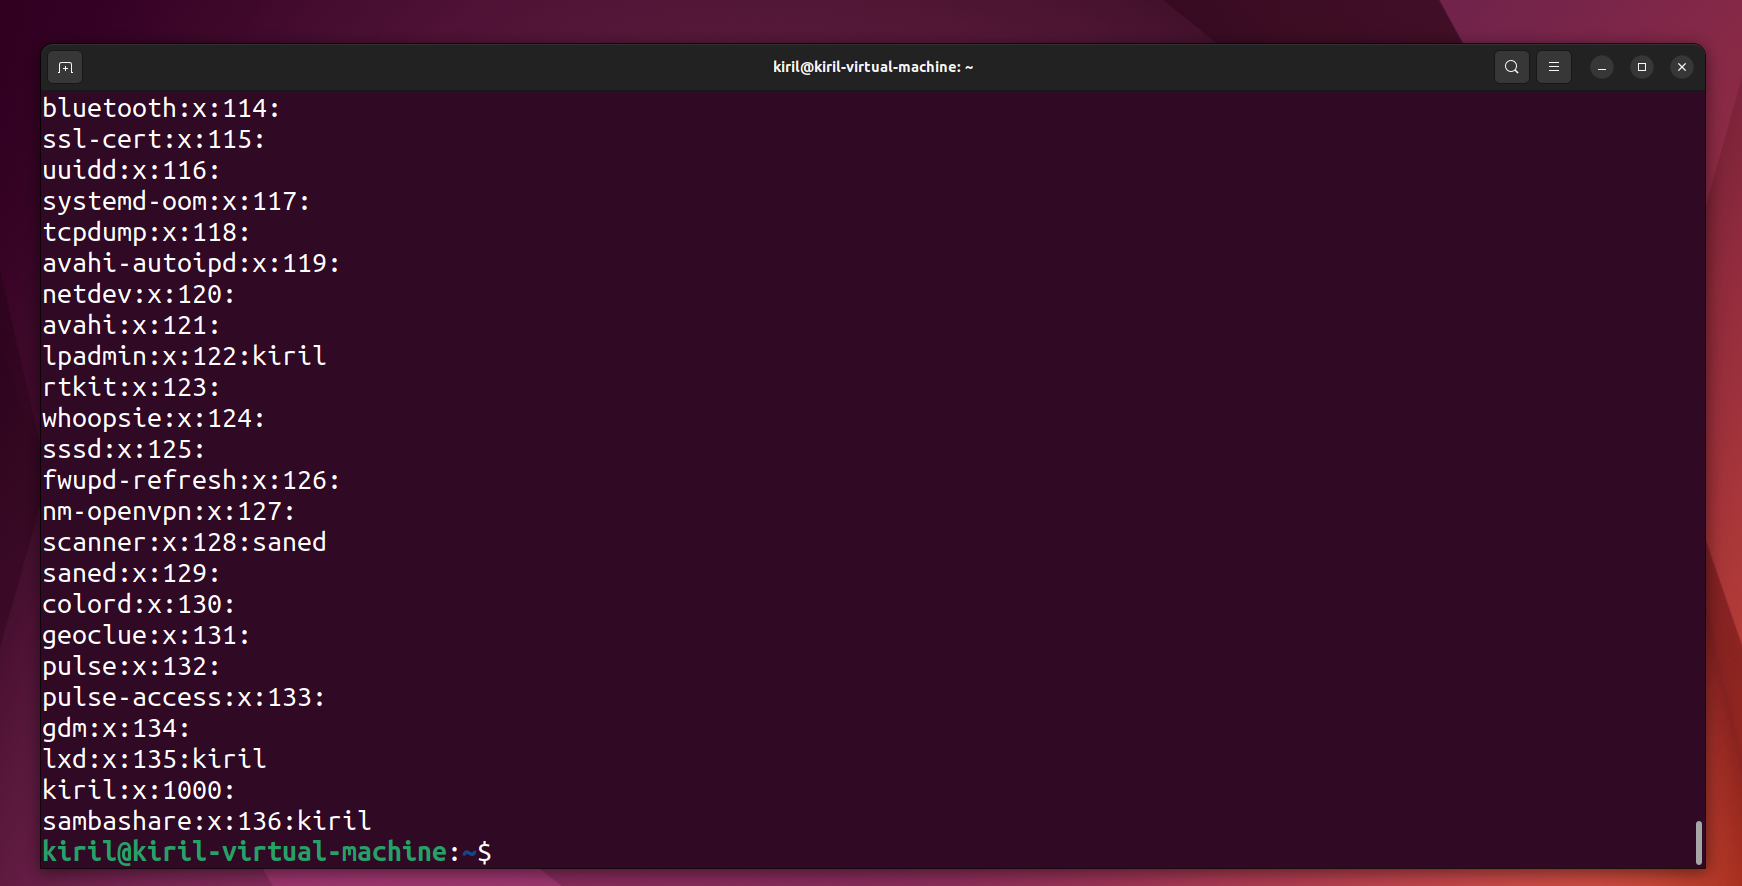 kiril@kiril-virtual-machine: ~
bluetooth:x:114:
ssl-cert:x:115:
uuidd:x:116:
systemd-oom:x:117:
tcpdump:x:118:
avahi-autoipd:x:119:
netdev:x:120:
avahi:x:121:
lpadmin:x:122:kiril
rtkit:x:123:
whoopsie:x:124:
sssd:x:125:
fwupd-refresh:x:126:
nm-openvpn:x:127:
scanner:x:128:saned
saned:x:129:
colord:x:130:
geoclue:x:131:
pulse:x:132:
pulse-access:x:133:
gdm:x:134:
lxd:x:135:kiril
kiril:x:1000:
sambashare:x:136:kiril
kiril@kiril-virtual-machine:~$